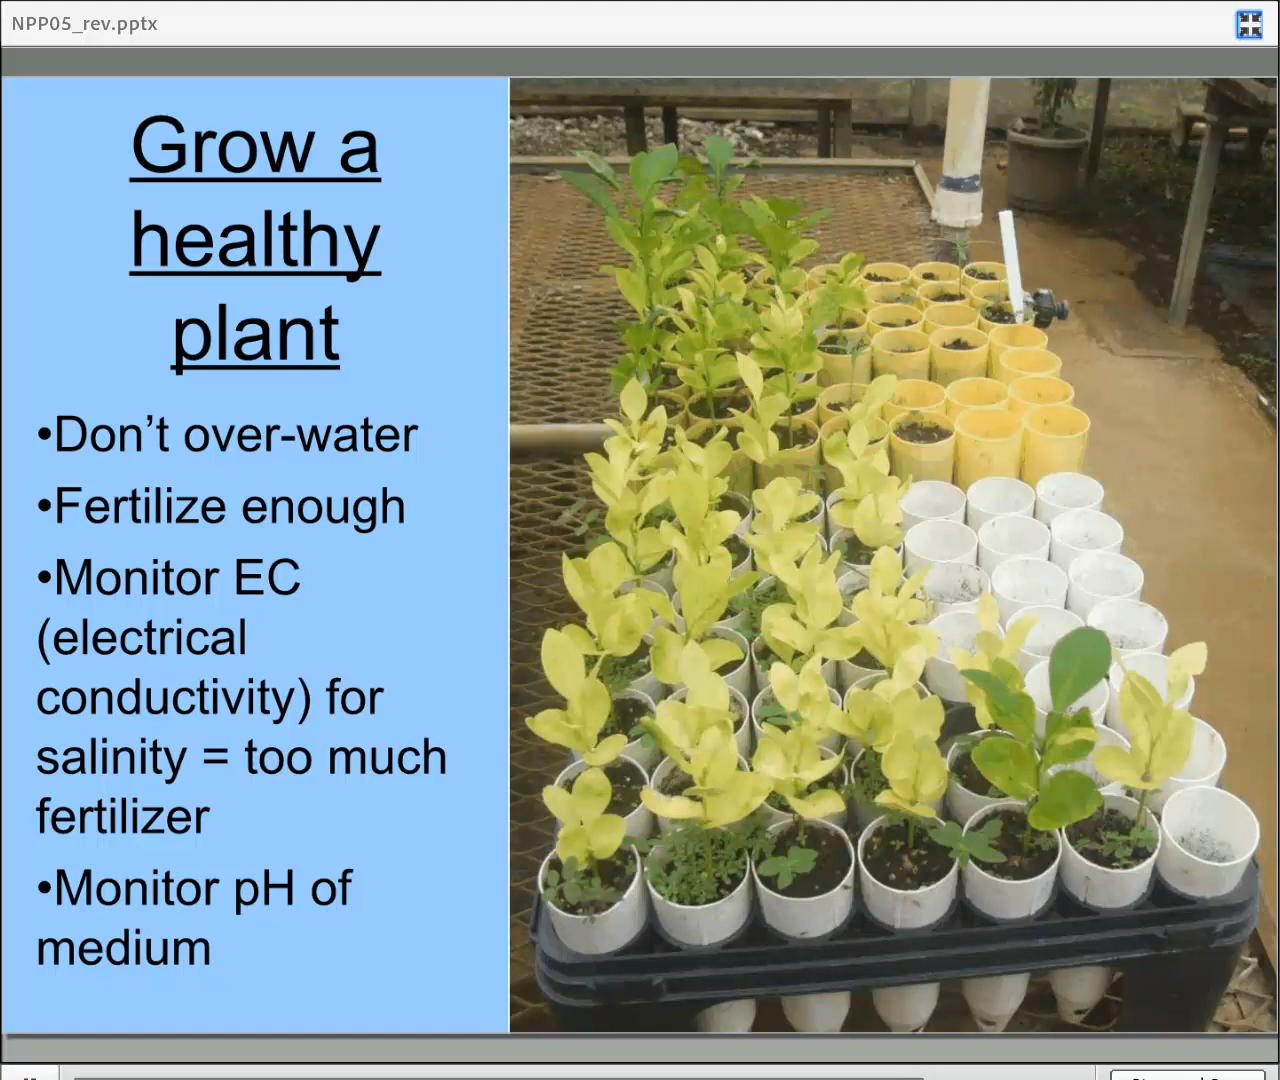 NPP05_rev.pptx
Grow a
healthy
plant
•Don’t over-water
•Fertilize enough
•Monitor EC
(electrical
conductivity) for
salinity = too much
fertilizer
•Monitor pH of
medium